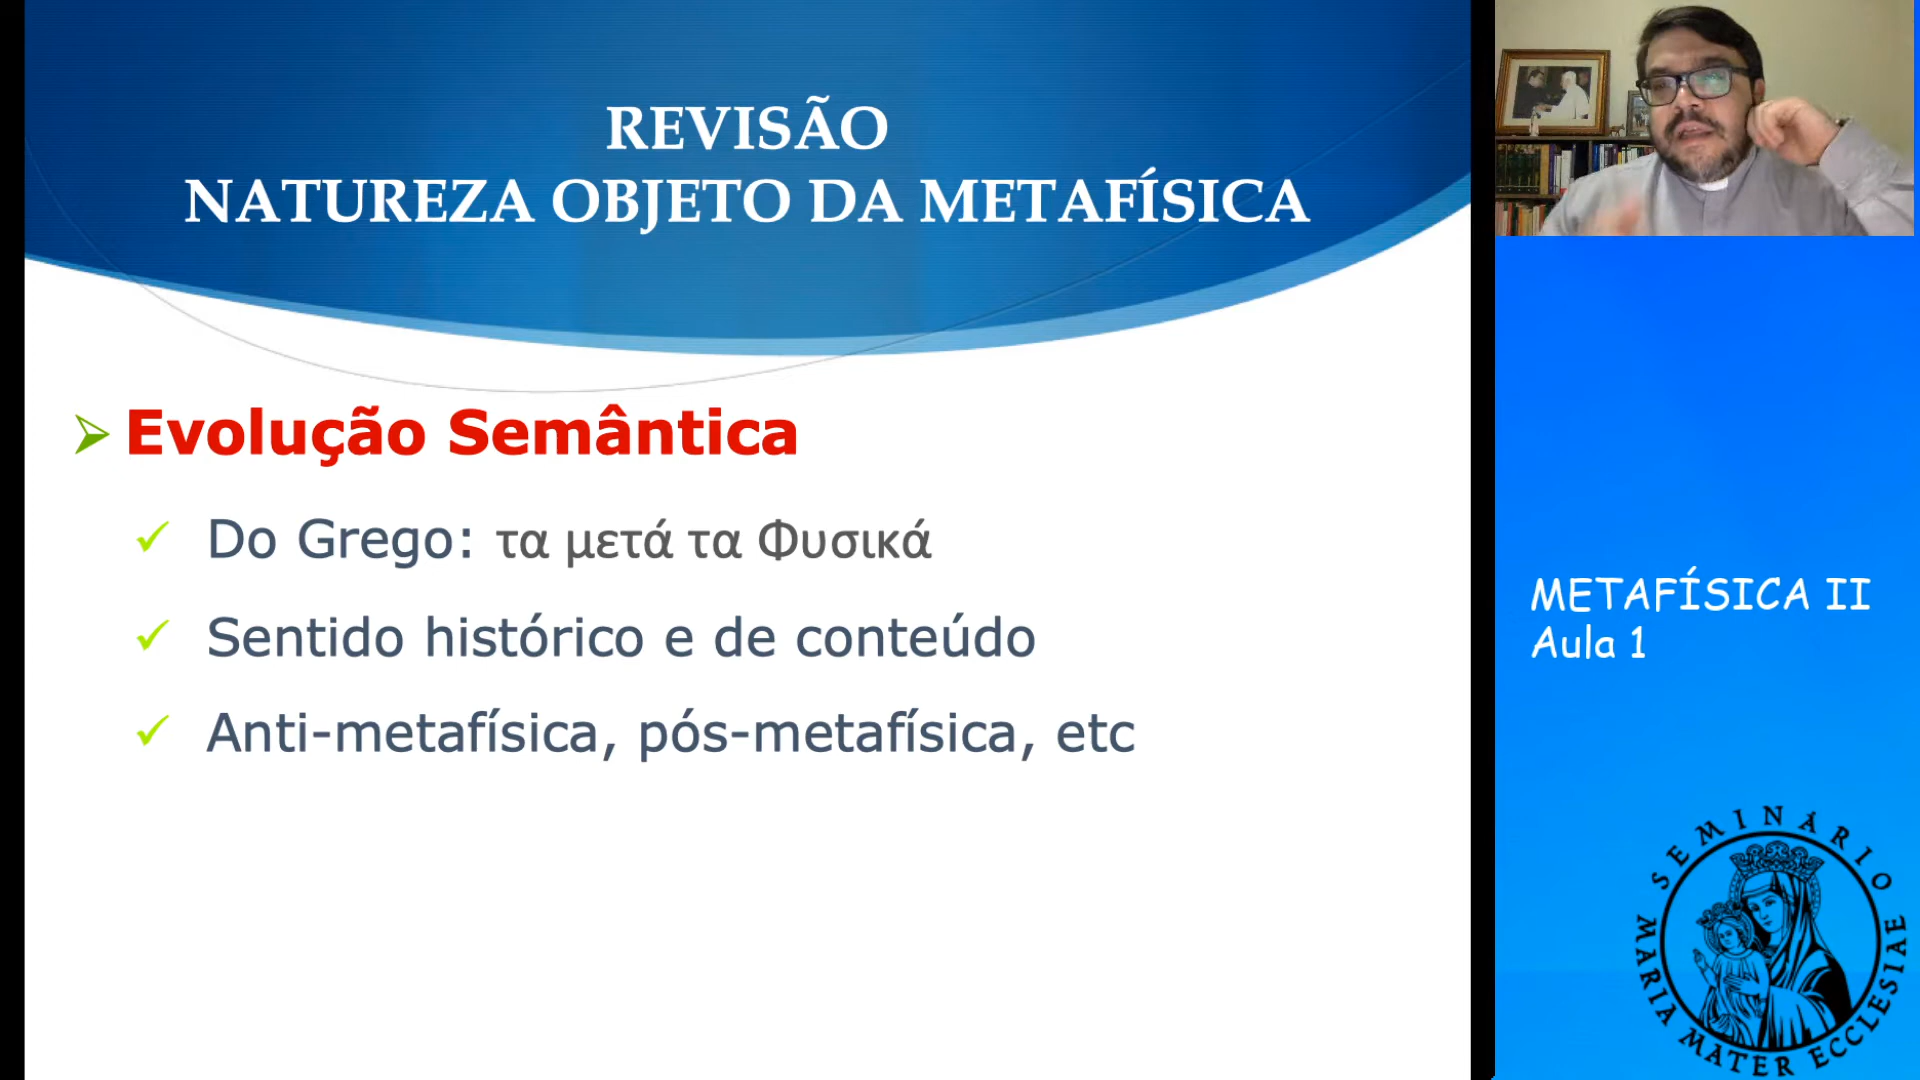 REVISÃO
NATUREZA OBJETO DA METAFÍSICA
Evolução Semântica
Do Grego: τα μετά τα Φυσικά
Sentido histórico e de conteúdo
Anti-metafísica, pós-metafísica, etc
METAFÍSICA II
Aula 1
SEMINÁRIO
MARIA MATER ECCLESIAE